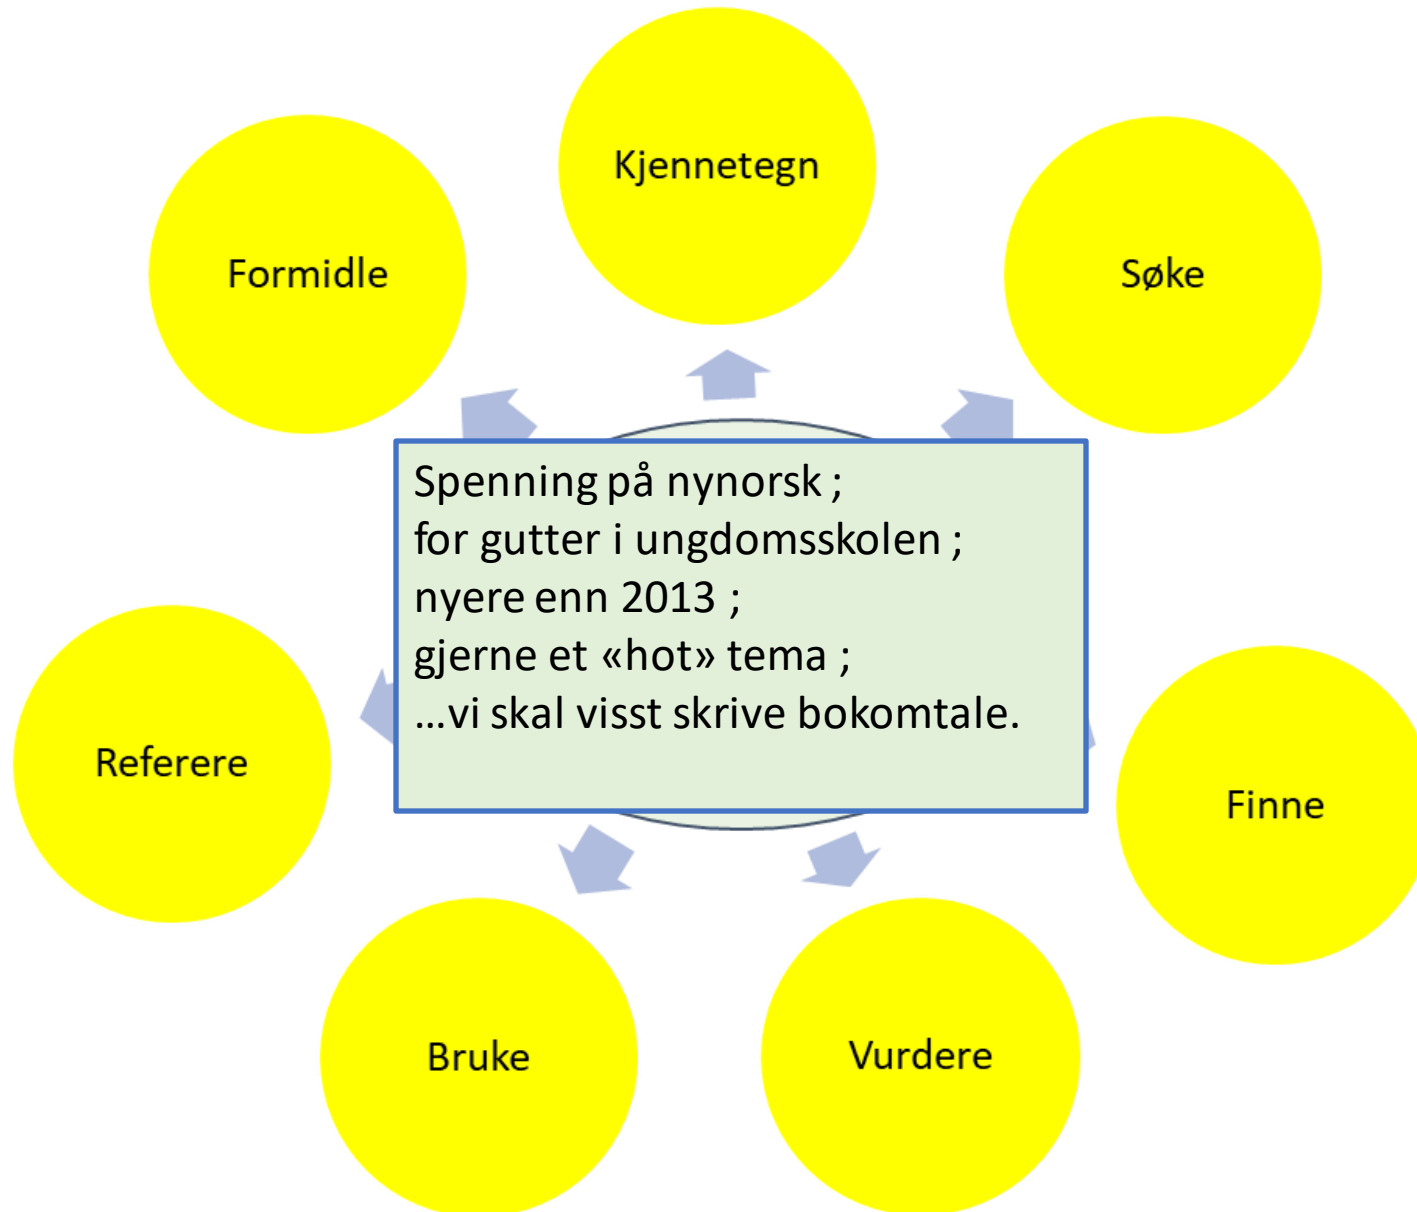 Kjennetegn
Formidle
Søke
Spenning på nynorsk ;
for gutter i ungdomsskolen ;
nyere enn 2013 ;
gjerne et «hot» tema ;
…vi skal visst skrive bokomtale.
Referere
Finne
Bruke
Vurdere